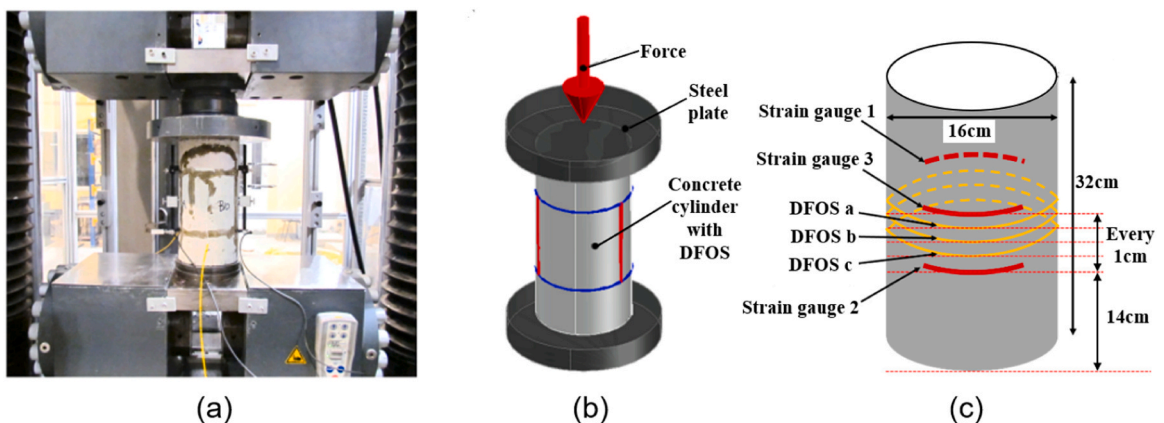 B0
Force
Steel
plate
Concrete
cylinder
with
DFOS
Strain gauge 1
16cm
Strain gauge 3
32cm
DFOS a
DFOS b
DFOS c
Every
1cm
Strain gauge 2
14cm
(a)
(b)
(c)